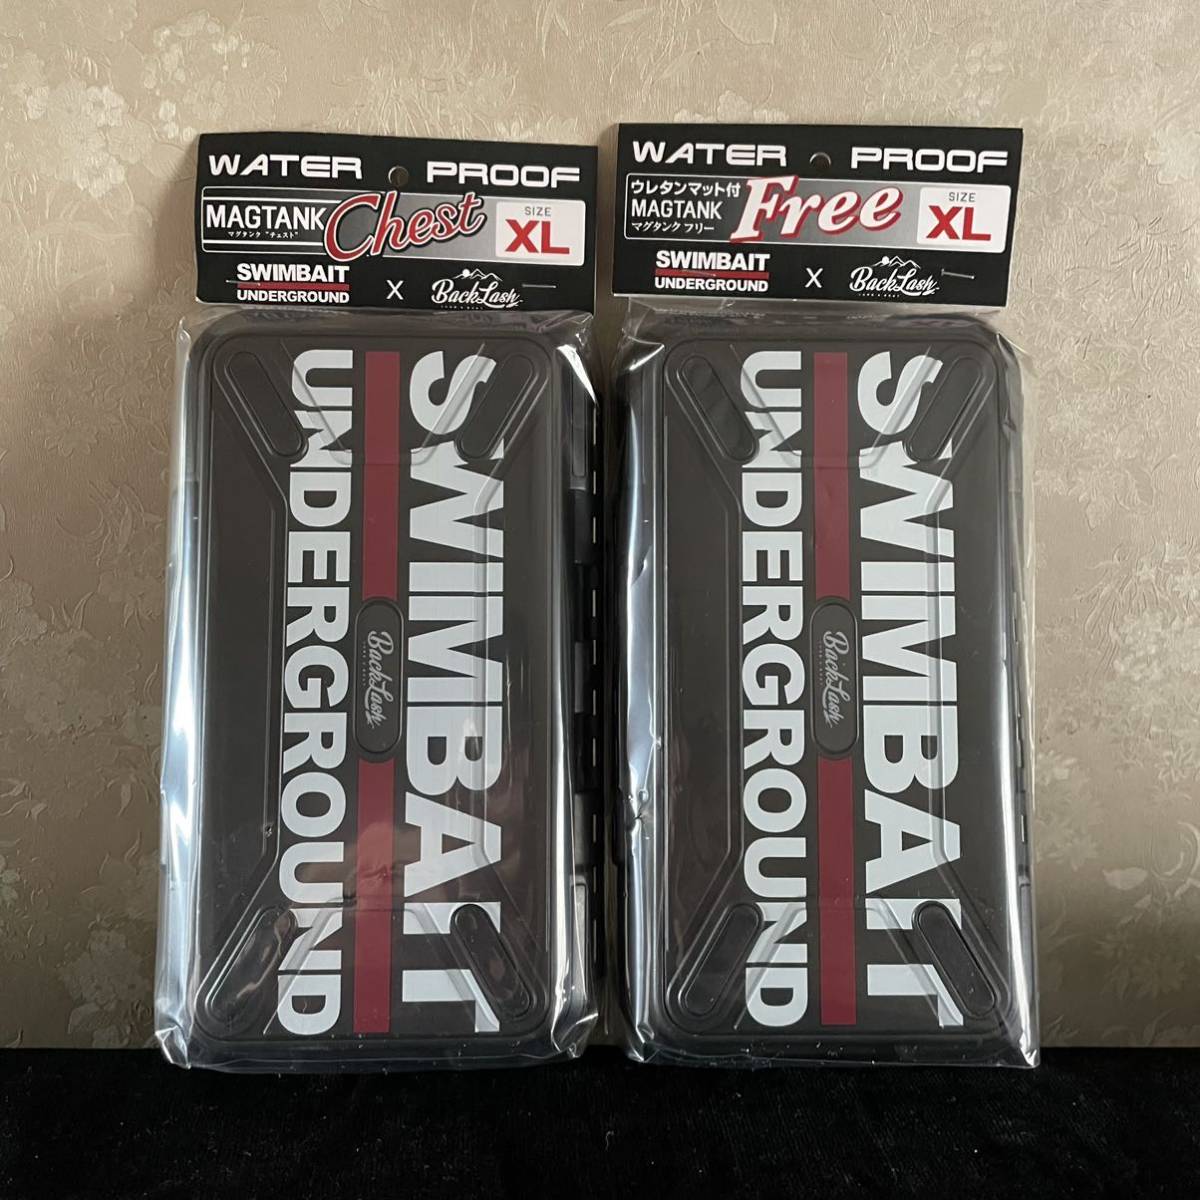 WATER PROOF
MAGTANK Chest
マグタンク "チェスト"
SIZE
XL
SWIMBAIT
UNDERGROUND
X
BackLash
WATER PROOF
ウレタンマット付
MAGTANK Free
マグタンク フリー
SIZE
XL
SWIMBAIT
UNDERGROUND
X
BackLash
SWIMBAIT
UNDERGROUND
BackLash
SWIMBAIT
UNDERGROUND
BackLash